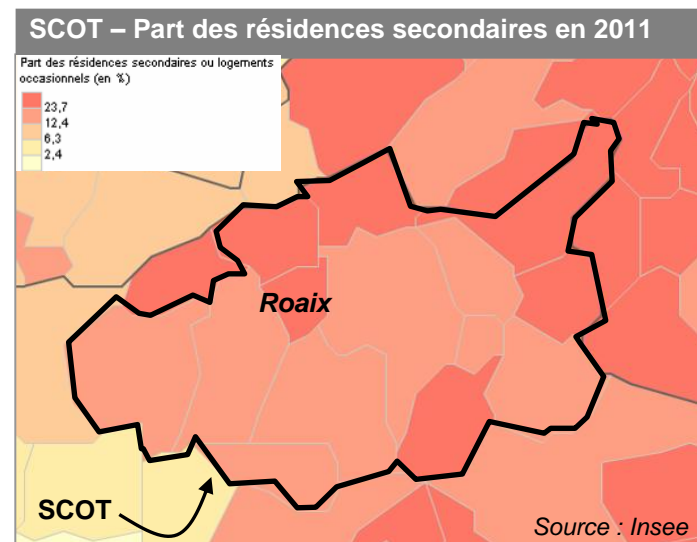 SCOT – Part des résidences secondaires en 2011
Part des résidences secondaires ou logements
occasionnels (en %)
23,7
12,4
6,3
2,4
Roaix
SCOT
Source : Insee